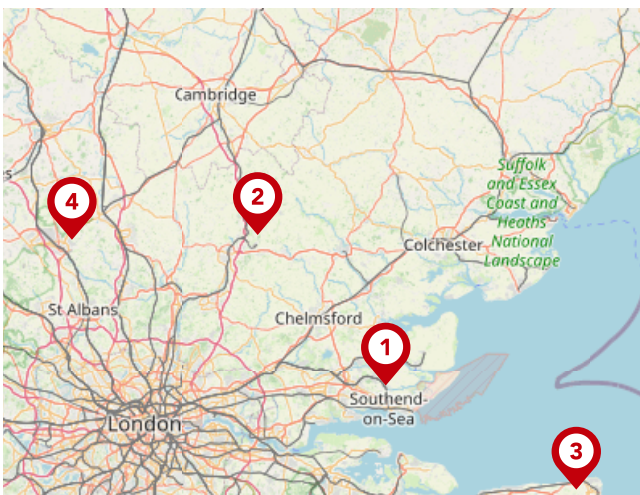 Cambridge
Suffolk
and Essex
Coast and
Heaths
National
Landscape
es
2
4
Colchester
St Albans
Chelmsford
1
Southend-
on-Sea
London
3